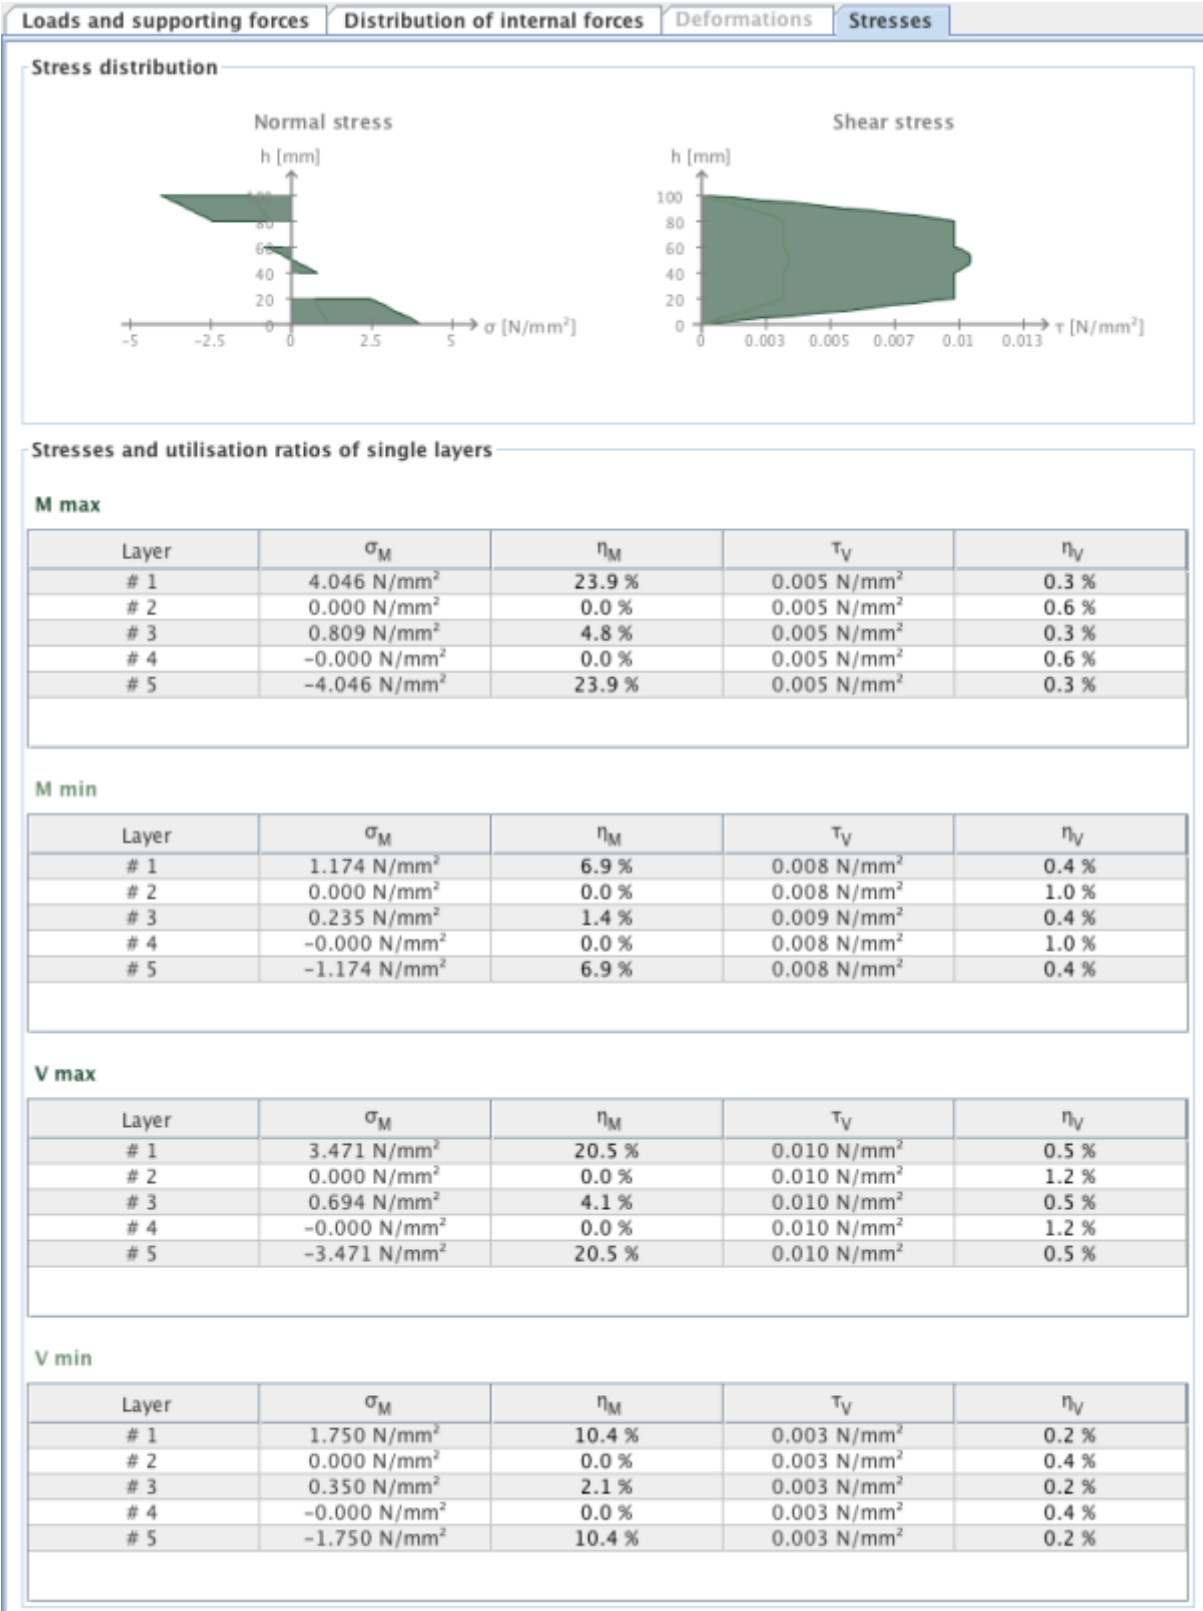 Loads and supporting forces Distribution of internal forces Deformations Stresses
Stress distribution
Normal stress Shear stress
h [mm] h [mm]
100 100
80 80
60 60
40 40
20 20
0 σ [N/mm²] 0 τ [N/mm²]
-5 -2.5 0 2.5 5 0 0.003 0.005 0.007 0.01 0.013
Stresses and utilisation ratios of single layers
M max
Layer σM ηM τV ηV
# 1 4.046 N/mm² 23.9 % 0.005 N/mm² 0.3 %
# 2 0.000 N/mm² 0.0 % 0.005 N/mm² 0.6 %
# 3 0.809 N/mm² 4.8 % 0.005 N/mm² 0.3 %
# 4 -0.000 N/mm² 0.0 % 0.005 N/mm² 0.6 %
# 5 -4.046 N/mm² 23.9 % 0.005 N/mm² 0.3 %
M min
Layer σM ηM τV ηV
# 1 1.174 N/mm² 6.9 % 0.008 N/mm² 0.4 %
# 2 0.000 N/mm² 0.0 % 0.008 N/mm² 1.0 %
# 3 0.235 N/mm² 1.4 % 0.009 N/mm² 0.4 %
# 4 -0.000 N/mm² 0.0 % 0.008 N/mm² 1.0 %
# 5 -1.174 N/mm² 6.9 % 0.008 N/mm² 0.4 %
V max
Layer σM ηM τV ηV
# 1 3.471 N/mm² 20.5 % 0.010 N/mm² 0.5 %
# 2 0.000 N/mm² 0.0 % 0.010 N/mm² 1.2 %
# 3 0.694 N/mm² 4.1 % 0.010 N/mm² 0.5 %
# 4 -0.000 N/mm² 0.0 % 0.010 N/mm² 1.2 %
# 5 -3.471 N/mm² 20.5 % 0.010 N/mm² 0.5 %
V min
Layer σM ηM τV ηV
# 1 1.750 N/mm² 10.4 % 0.003 N/mm² 0.2 %
# 2 0.000 N/mm² 0.0 % 0.003 N/mm² 0.4 %
# 3 0.350 N/mm² 2.1 % 0.003 N/mm² 0.2 %
# 4 -0.000 N/mm² 0.0 % 0.003 N/mm² 0.4 %
# 5 -1.750 N/mm² 10.4 % 0.003 N/mm² 0.2 %